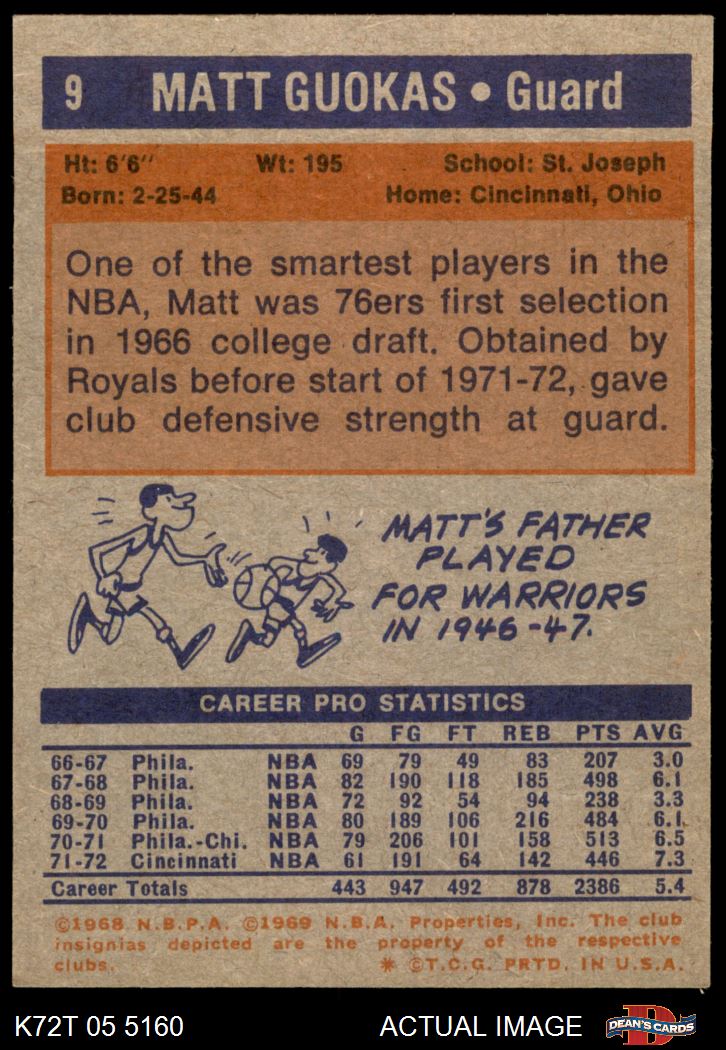 9 MATT GUOKAS • Guard
Ht: 6'6" Wt: 195 School: St. Joseph
Born: 2-25-44 Home: Cincinnati, Ohio
One of the smartest players in the
NBA, Matt was 76ers first selection
in 1966 college draft. Obtained by
Royals before start of 1971-72, gave
club defensive strength at guard.
MATT'S FATHER
PLAYED
FOR WARRIORS
IN 1946-47.
CAREER PRO STATISTICS
G FG FT REB PTS AVG
66-67 Phila. NBA 69 79 49 83 207 3.0
67-68 Phila. NBA 82 190 118 185 498 6.1
68-69 Phila. NBA 72 92 54 94 238 3.3
69-70 Phila. NBA 80 189 106 216 484 6.1
70-71 Phila.-Chi. NBA 79 206 101 158 513 6.5
71-72 Cincinnati NBA 61 191 64 142 446 7.3
Career Totals 443 947 492 878 2386 5.4
©1968 N.B.P.A. ©1969 N.B.A. Properties, Inc. The club
insignias depicted are the property of the respective
clubs. * ©T.C.G. PRTD. IN U.S.A.
K72T 05 5160 ACTUAL IMAGE D DEAN'S CARDS